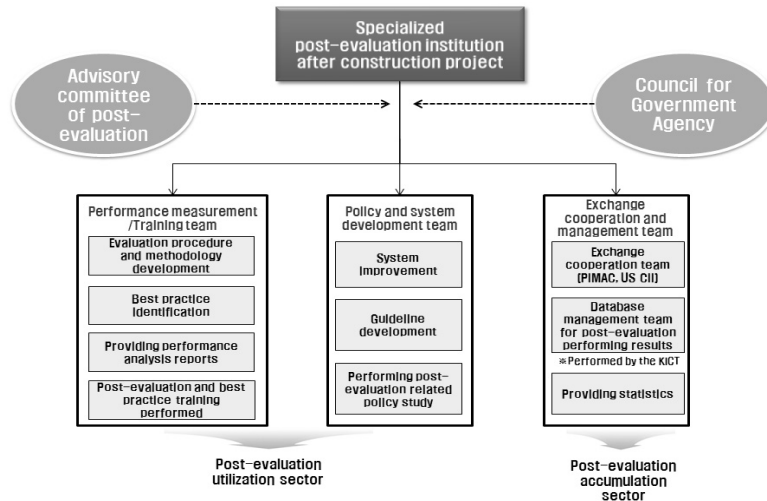 Specialized
post-evaluation institution
after construction project
Advisory
committee
of post-
evaluation
Council for
Government
Agency
Performance measurement
/Training team
Evaluation procedure
and methodology
development
Best practice
identification
Providing performance
analysis reports
Post-evaluation and best
practice training
performed
Policy and system
development team
System
improvement
Guideline
development
Performing post-
evaluation related
policy study
Exchange
cooperation and
management team
Exchange
cooperation team
(PIMAC, US CII)
Database
management team
for post-evaluation
performing results
※Performed by the KICT
Providing statistics
Post-evaluation
utilization sector
Post-evaluation
accumulation
sector